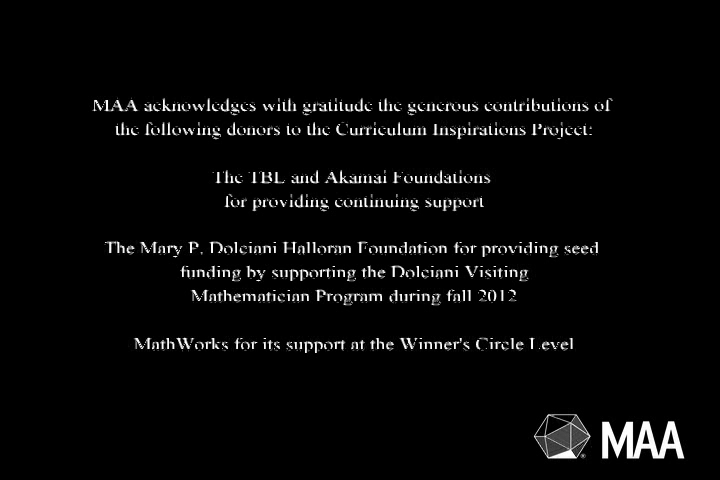 MAA acknowledges with gratitude the generous contributions of
the following donors to the Curriculum Inspirations Project:
The TBL and Akamai Foundations
for providing continuing support
The Mary P. Dolciani Halloran Foundation for providing seed
funding by supporting the Dolciani Visiting
Mathematician Program during fall 2012
MathWorks for its support at the Winner's Circle Level
MAA